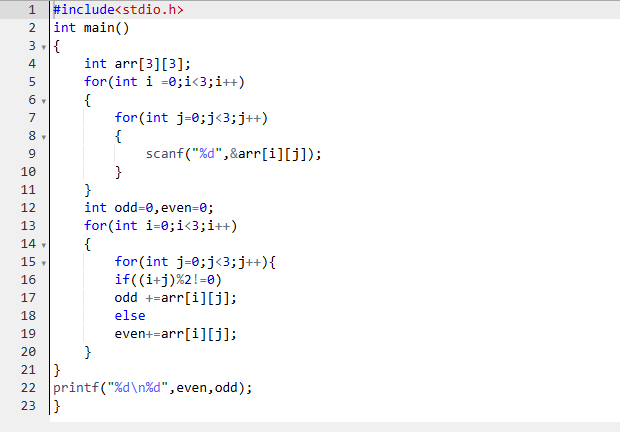 1 #include<stdio.h>
2 int main()
3 {
4     int arr[3][3];
5     for(int i =0;i<3;i++)
6     {
7         for(int j=0;j<3;j++)
8         {
9             scanf("%d",&arr[i][j]);
10         }
11     }
12     int odd=0,even=0;
13     for(int i=0;i<3;i++)
14     {
15         for(int j=0;j<3;j++){
16         if((i+j)%2!=0)
17         odd +=arr[i][j];
18         else
19         even+=arr[i][j];
20     }
21 }
22 printf("%d\n%d",even,odd);
23 }